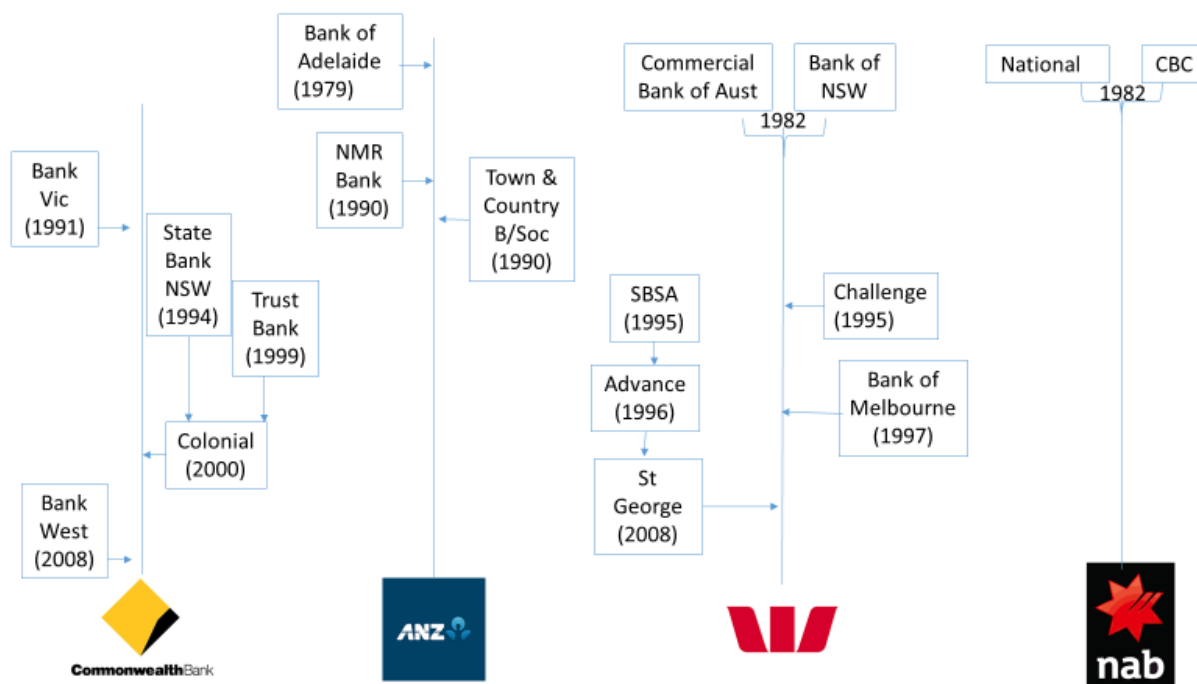 Bank of
Adelaide
(1979)
Commercial
Bank of Aust
Bank of
NSW
National
CBC
1982
1982
Bank
Vic
(1991)
NMR
Bank
(1990)
Town &
Country
B/Soc
(1990)
State
Bank
NSW
(1994)
Trust
Bank
(1999)
SBSA
(1995)
Challenge
(1995)
Advance
(1996)
Bank of
Melbourne
(1997)
Colonial
(2000)
St
George
(2008)
Bank
West
(2008)
CommonwealthBank
ANZ
nab